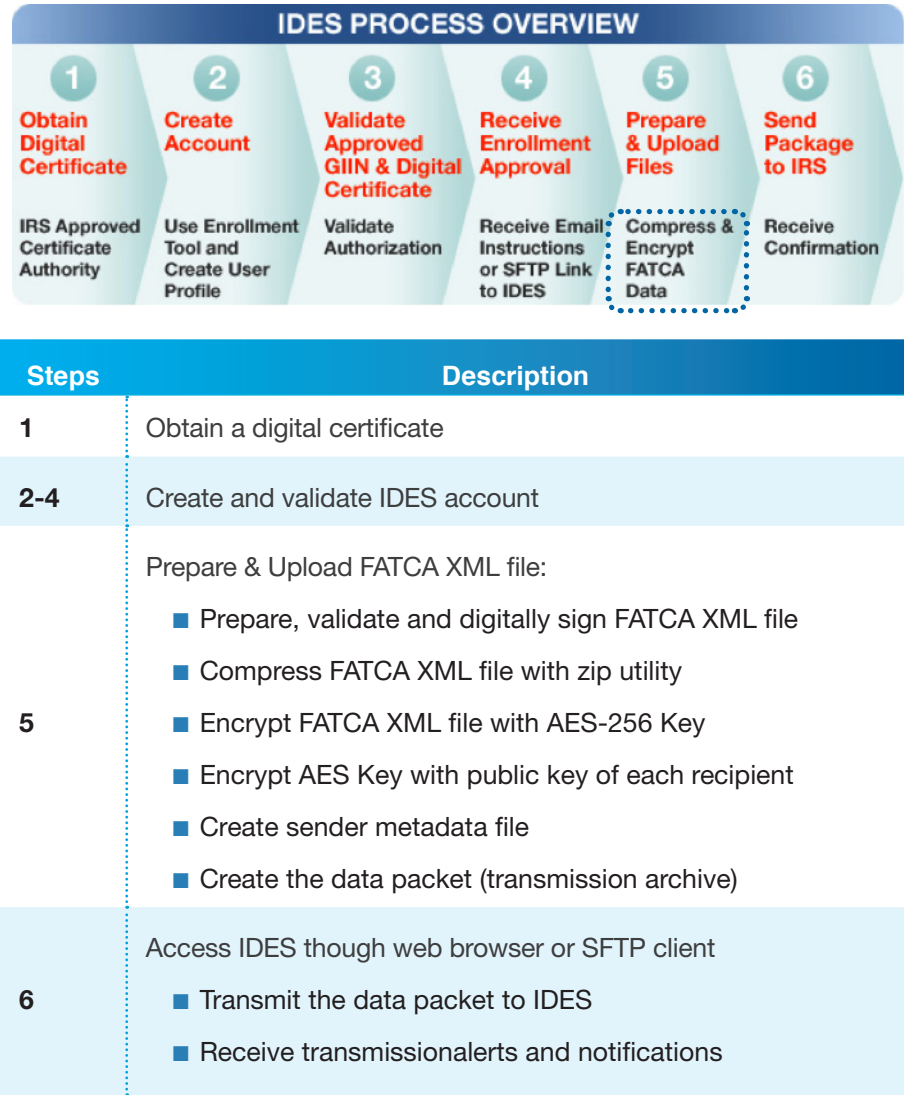 IDES PROCESS OVERVIEW
1
Obtain
Digital
Certificate
IRS Approved
Certificate
Authority
2
Create
Account
Use Enrollment
Tool and
Create User
Profile
3
Validate
Approved
GIIN & Digital
Certificate
Validate
Authorization
4
Receive
Enrollment
Approval
Receive Email
Instructions
or SFTP Link
to IDES
5
Prepare
& Upload
Files
Compress &
Encrypt
FATCA
Data
6
Send
Package
to IRS
Receive
Confirmation
Steps Description
1 Obtain a digital certificate
2-4 Create and validate IDES account
5 Prepare & Upload FATCA XML file:
■ Prepare, validate and digitally sign FATCA XML file
■ Compress FATCA XML file with zip utility
■ Encrypt FATCA XML file with AES-256 Key
■ Encrypt AES Key with public key of each recipient
■ Create sender metadata file
■ Create the data packet (transmission archive)
6 Access IDES though web browser or SFTP client
■ Transmit the data packet to IDES
■ Receive transmissionalerts and notifications